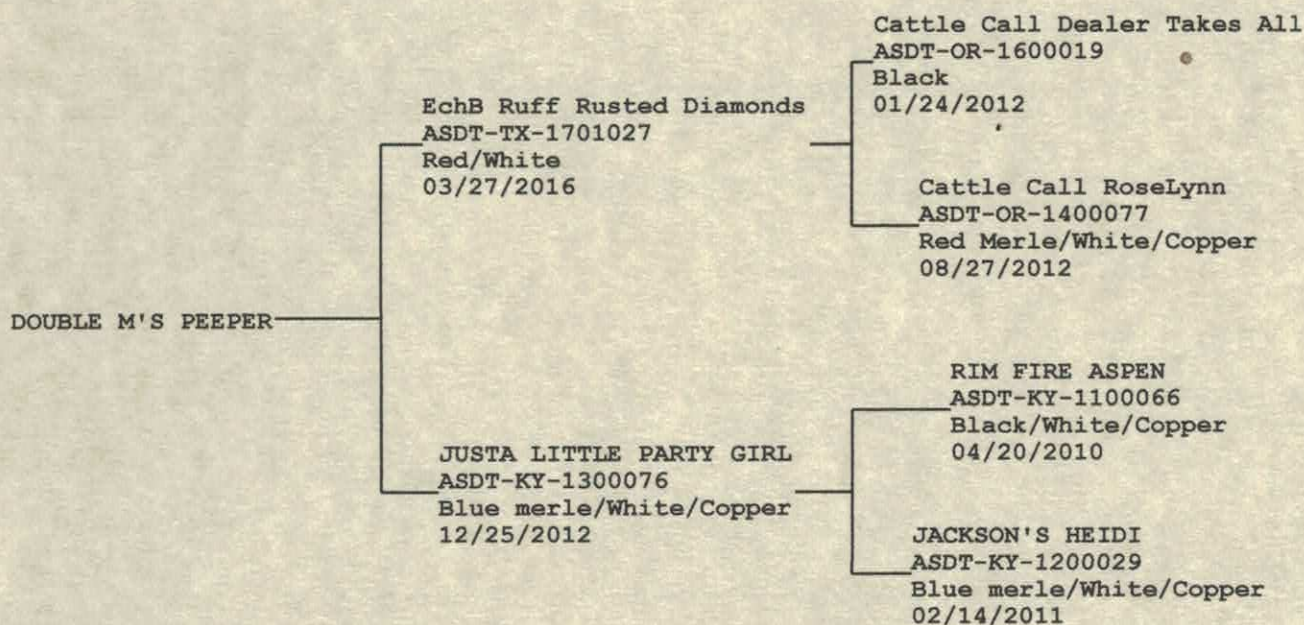 Cattle Call Dealer Takes All
ASDT-OR-1600019
Black
01/24/2012
EchB Ruff Rusted Diamonds
ASDT-TX-1701027
Red/White
03/27/2016
Cattle Call RoseLynn
ASDT-OR-1400077
Red Merle/White/Copper
08/27/2012
DOUBLE M'S PEEPER
RIM FIRE ASPEN
ASDT-KY-1100066
Black/White/Copper
04/20/2010
JUSTA LITTLE PARTY GIRL
ASDT-KY-1300076
Blue merle/White/Copper
12/25/2012
JACKSON'S HEIDI
ASDT-KY-1200029
Blue merle/White/Copper
02/14/2011